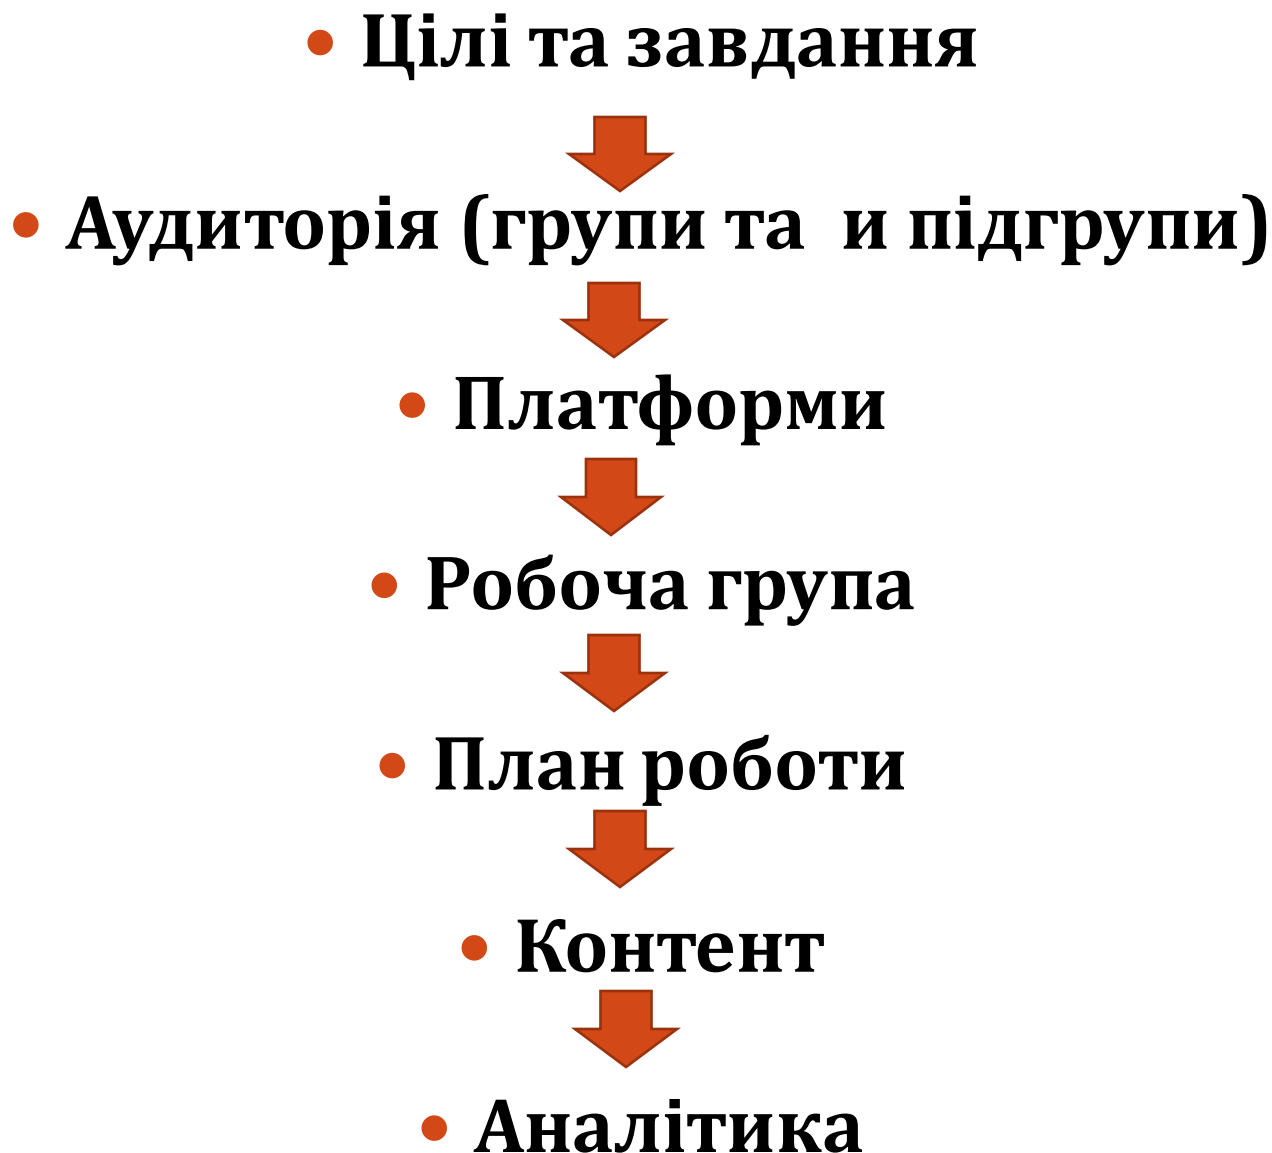 • Цілі та завдання
• Аудиторія (групи та и підгрупи)
• Платформи
• Робоча група
• План роботи
• Контент
• Аналітика